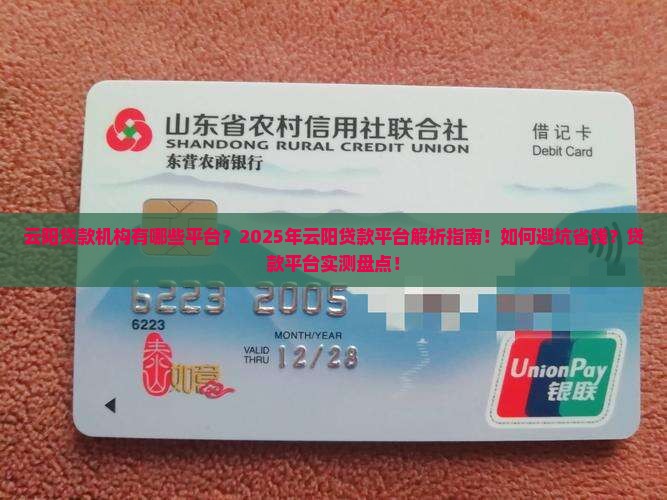 山东省农村信用社联合社
SHANDONG RURAL CREDIT UNION
东营农商银行
借记卡
Debit Card
云阳贷款机构有哪些平台？2025年云阳贷款平台解析指南！如何避坑省钱？贷
款平台实测盘点！
6223 2005
6223
MONTH/YEAR
VALID
THRU 12/28
泰山如意
UnionPay
银联